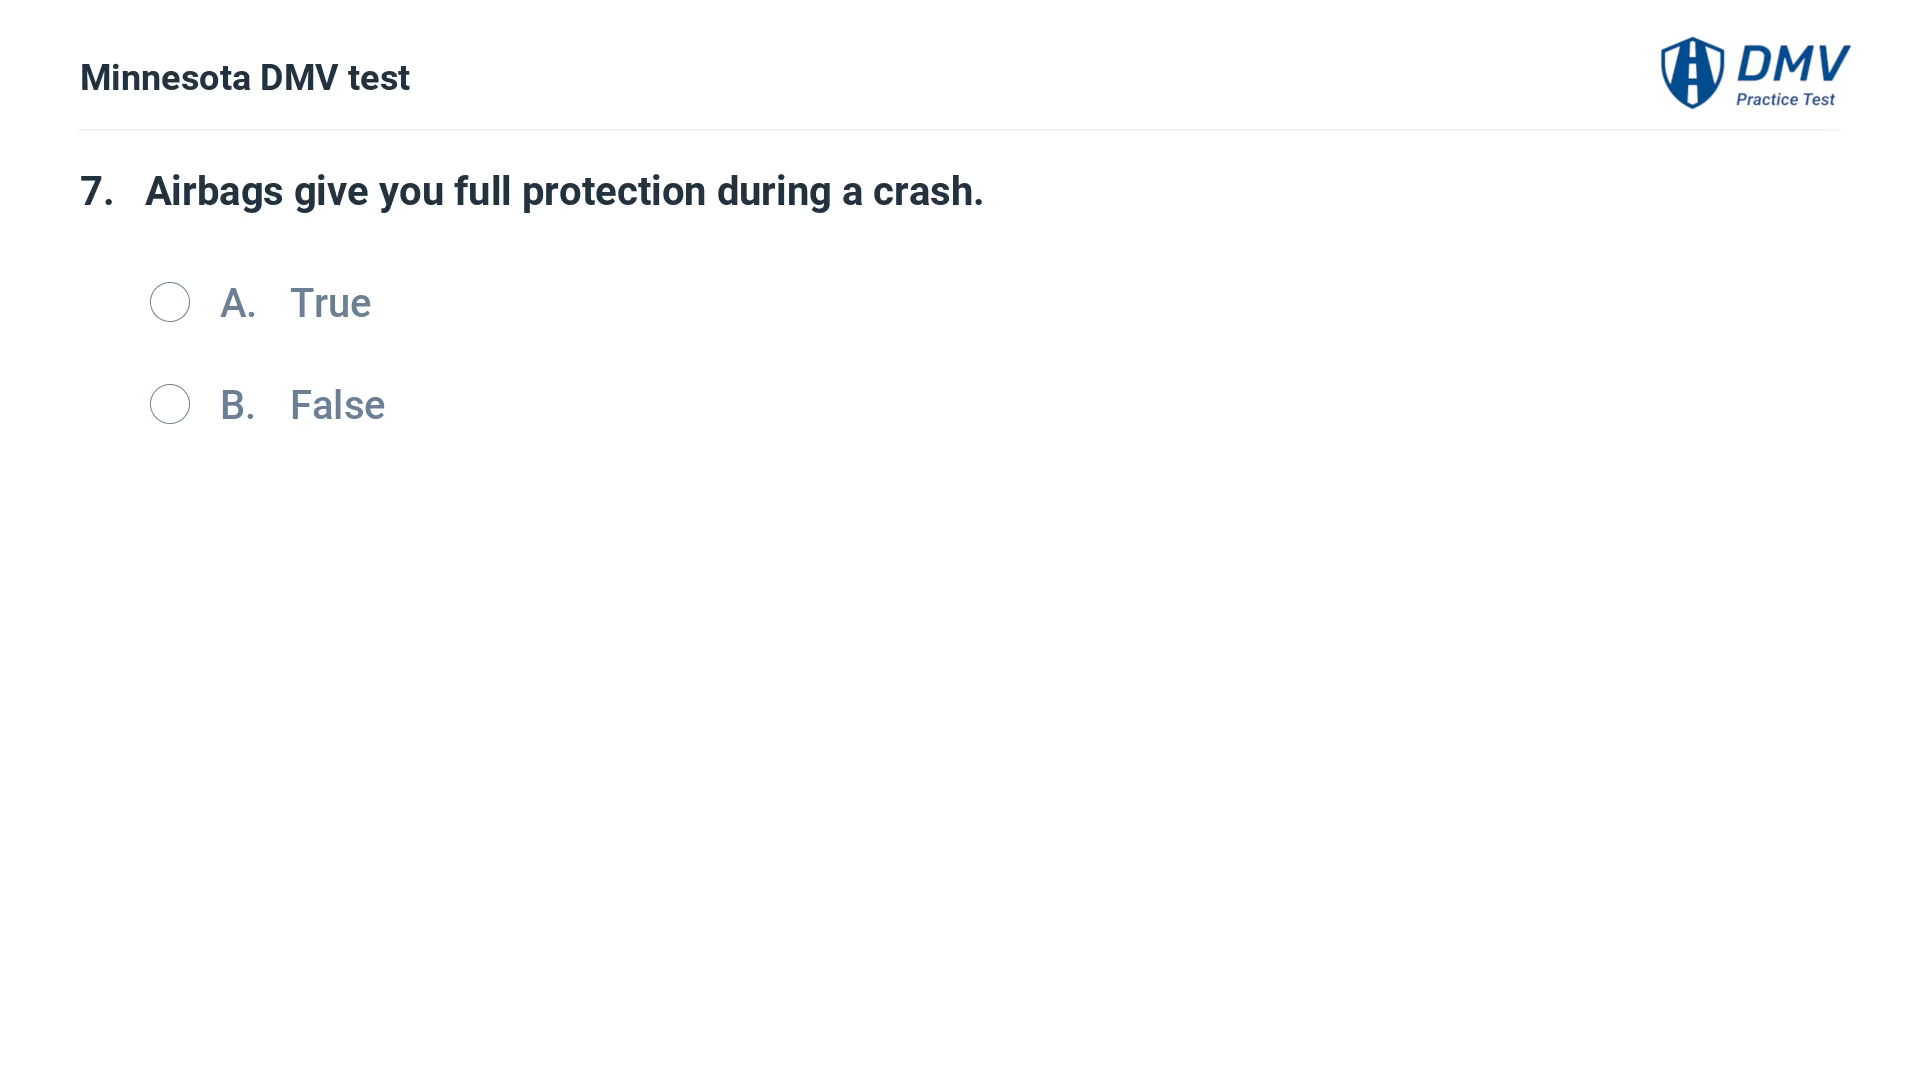 Minnesota DMV test
DMV
Practice Test
7. Airbags give you full protection during a crash.
A. True
B. False